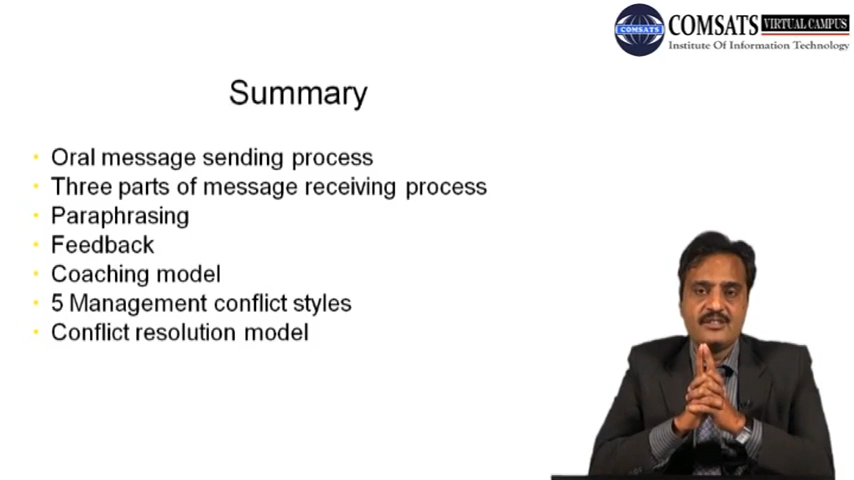 COMSATS VIRTUAL CAMPUS
Institute Of Information Technology
COMSATS
Summary
Oral message sending process
Three parts of message receiving process
Paraphrasing
Feedback
Coaching model
5 Management conflict styles
Conflict resolution model